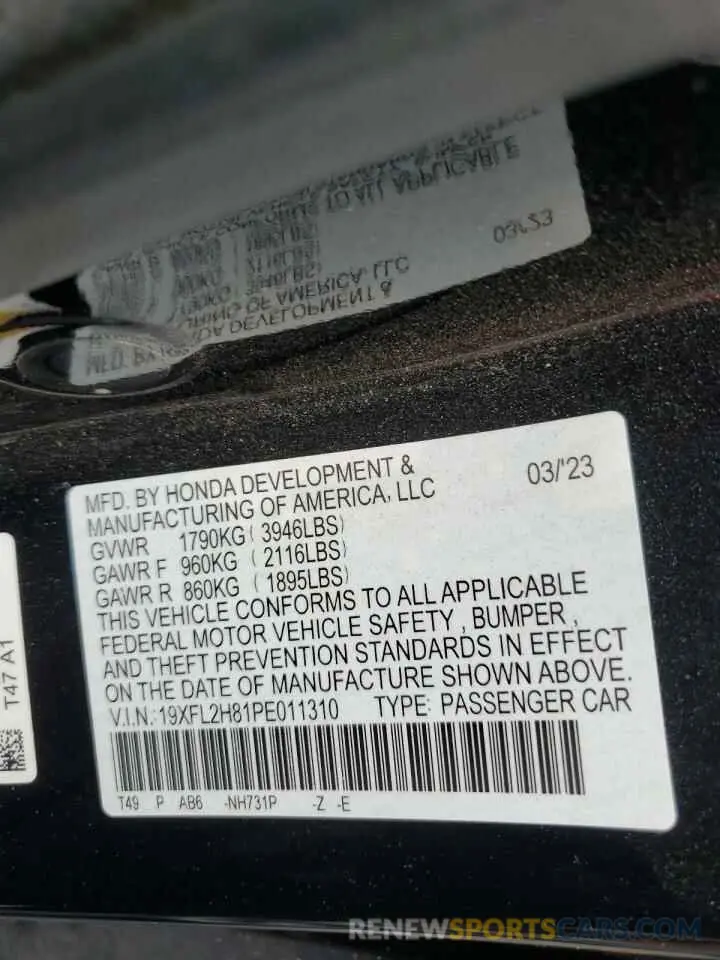 MFD. BY HONDA DEVELOPMENT & 03/'23
MANUFACTURING OF AMERICA, LLC
GVWR 1790KG ( 3946LBS)
GAWR F 960KG ( 2116LBS)
GAWR R 860KG ( 1895LBS)
THIS VEHICLE CONFORMS TO ALL APPLICABLE
FEDERAL MOTOR VEHICLE SAFETY , BUMPER ,
AND THEFT PREVENTION STANDARDS IN EFFECT
ON THE DATE OF MANUFACTURE SHOWN ABOVE.
V.I.N.:19XFL2H81PE011310 TYPE: PASSENGER CAR
T49 P AB6 -NH731P -Z -E
T47 A1
RENEWSPORTSCARS.COM